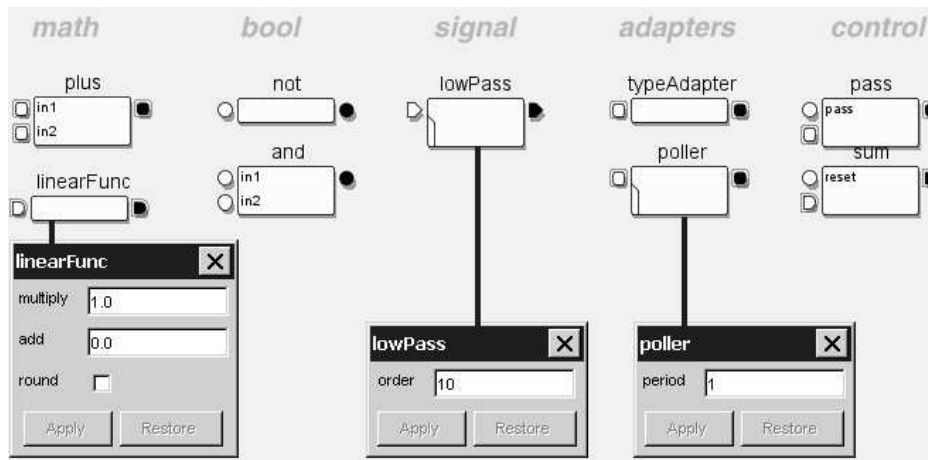 math bool signal adapters control
plus not lowPass typeAdapter pass
in1
in2
pass
and
in1
in2
poller
sum
reset
linearFunc
linearFunc
multiply 1.0
add 0.0
round
Apply Restore
lowPass
order 10
Apply Restore
poller
period 1
Apply Restore